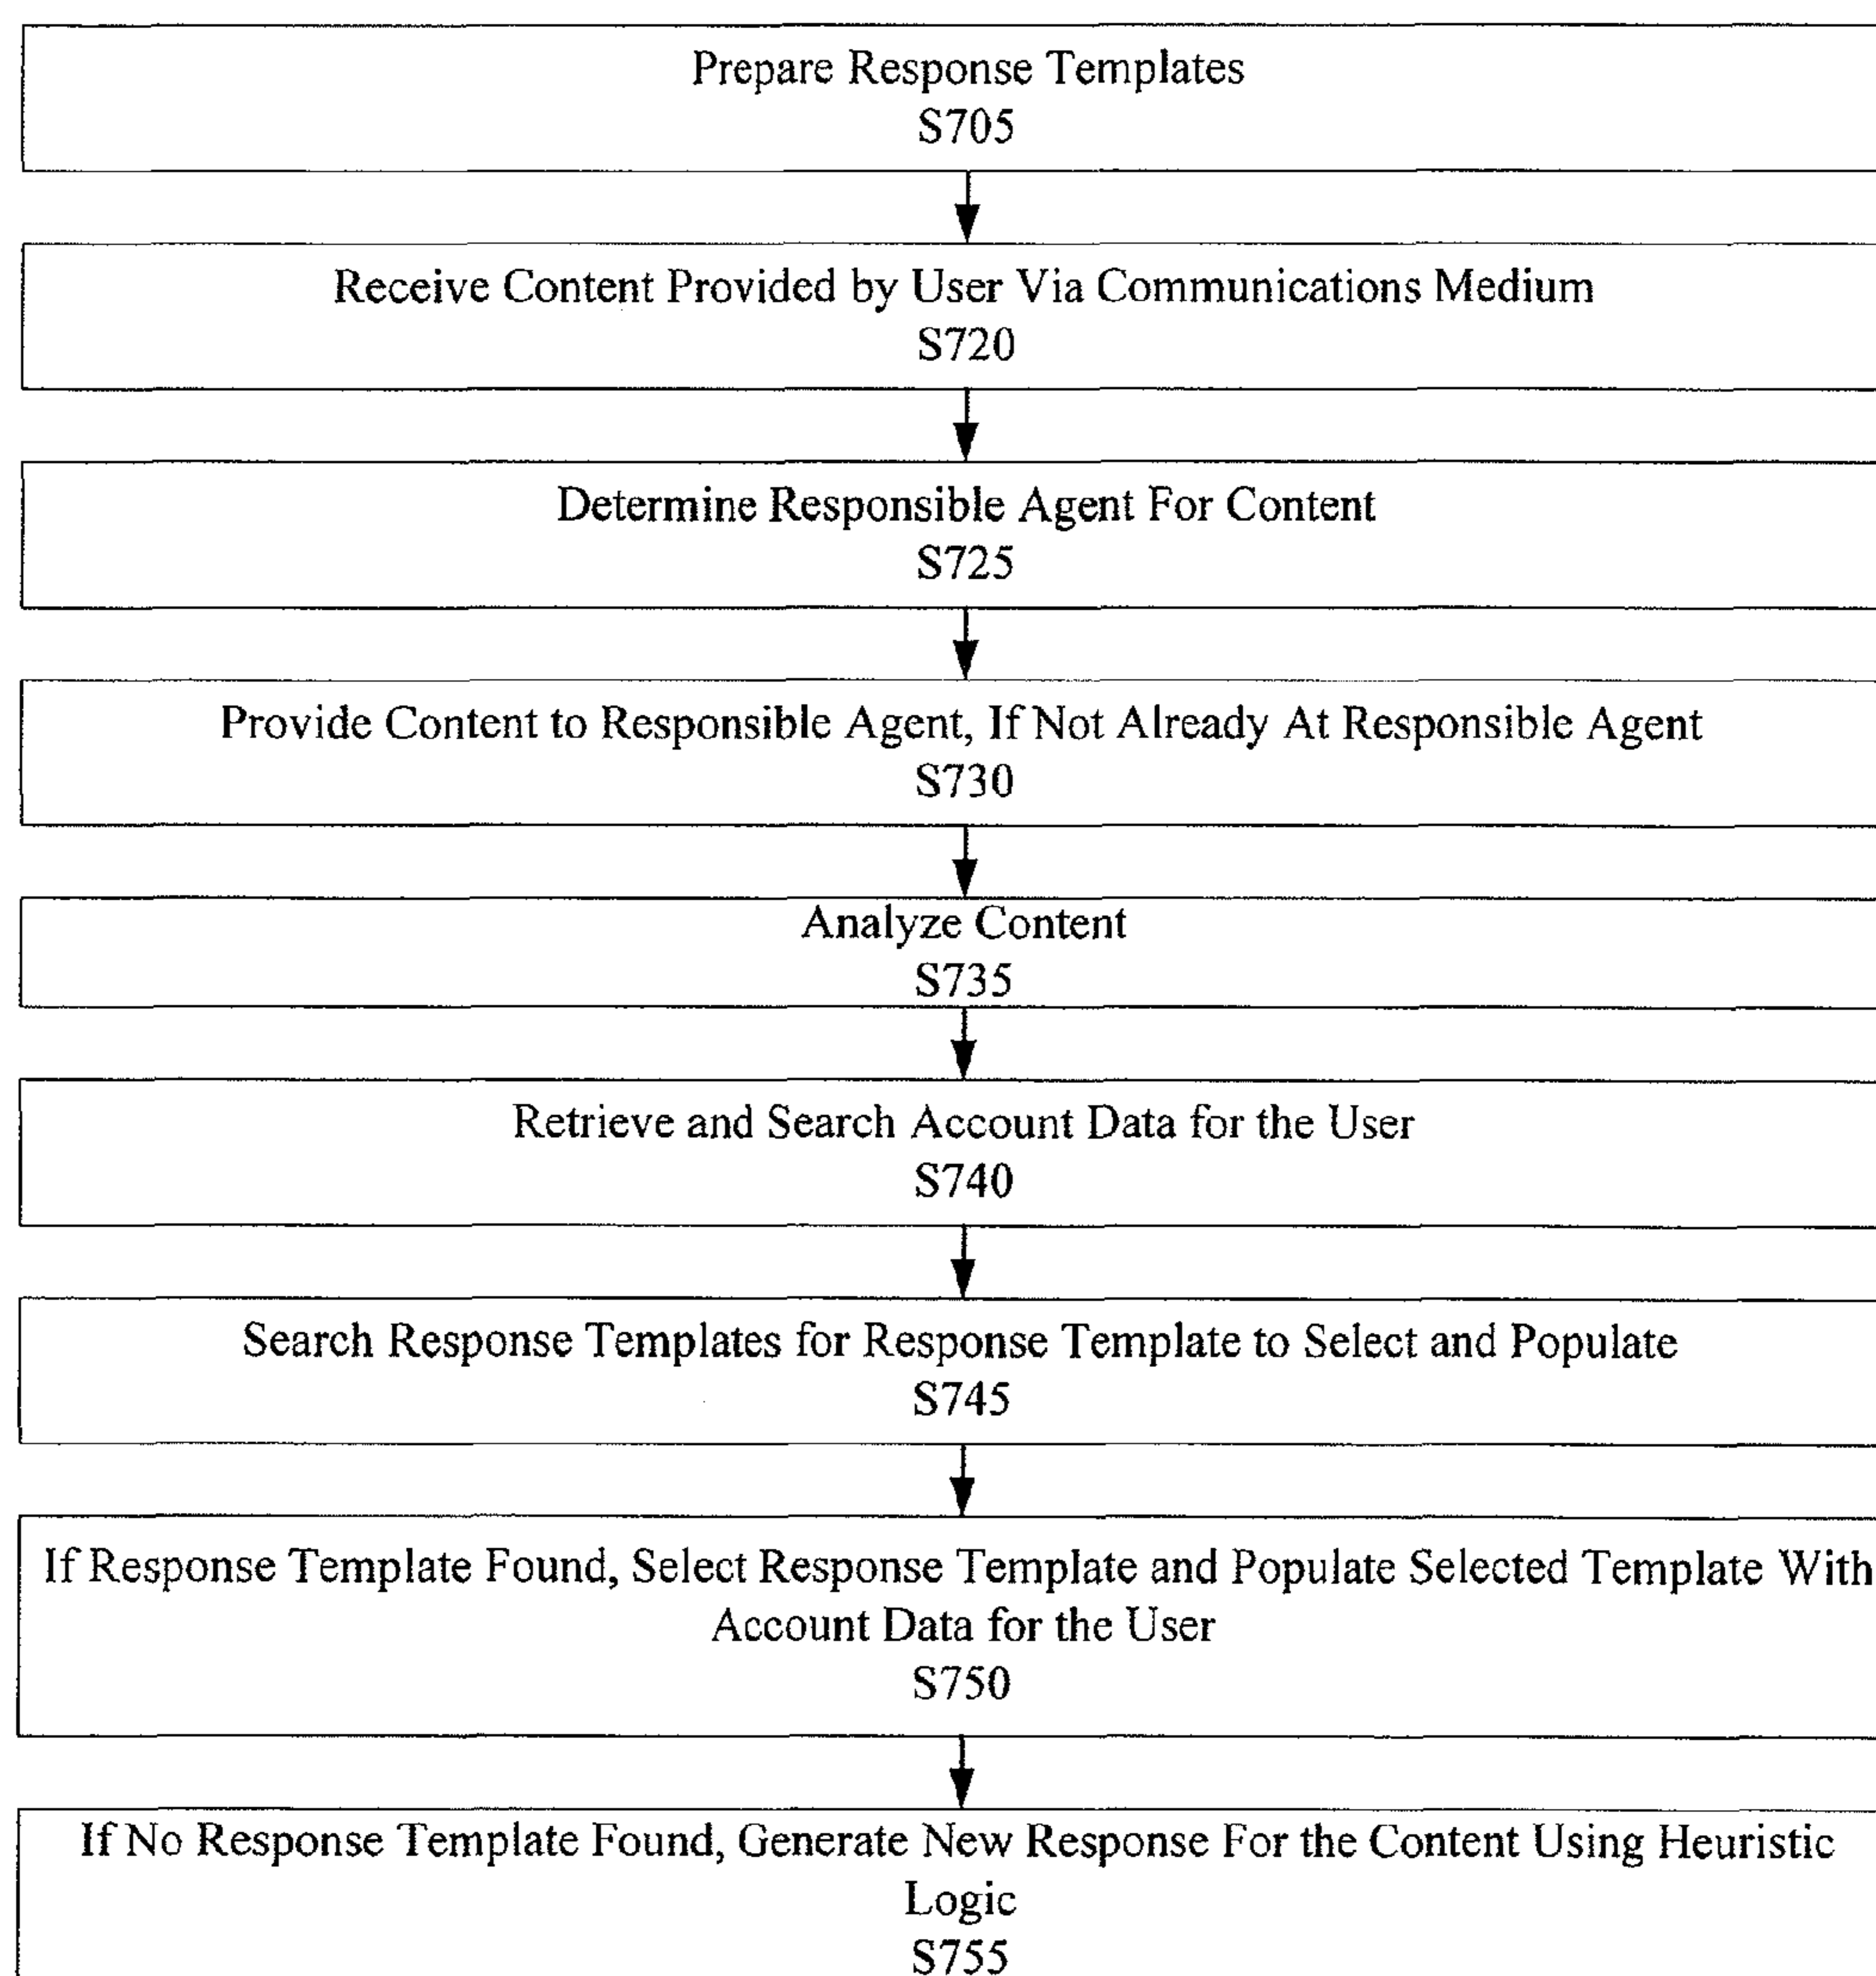 Prepare Response Templates
S705
Receive Content Provided by User Via Communications Medium
S720
Determine Responsible Agent For Content
S725
Provide Content to Responsible Agent, If Not Already At Responsible Agent
S730
Analyze Content
S735
Retrieve and Search Account Data for the User
S740
Search Response Templates for Response Template to Select and Populate
S745
If Response Template Found, Select Response Template and Populate Selected Template With
Account Data for the User
S750
If No Response Template Found, Generate New Response For the Content Using Heuristic
Logic
S755